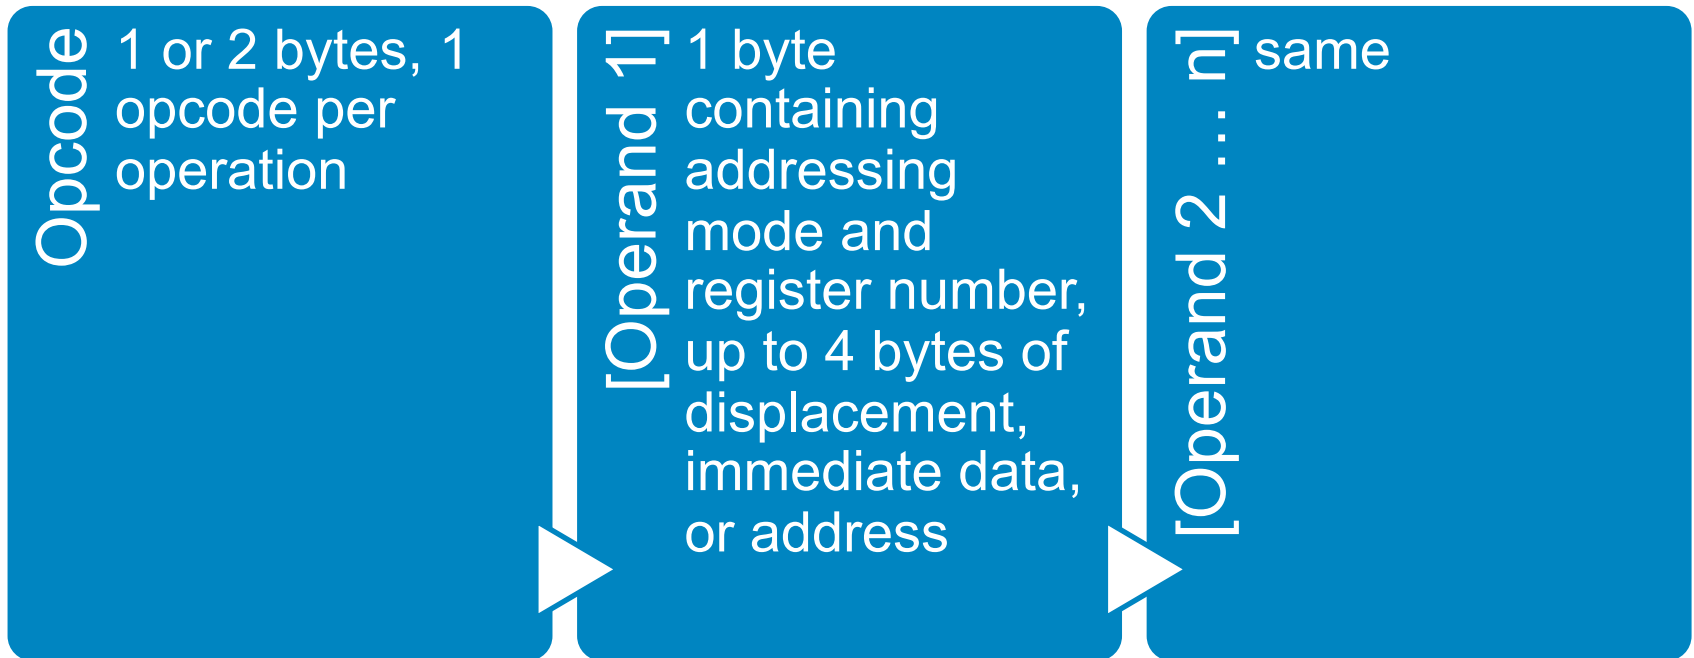 Opcode
1 or 2 bytes, 1
opcode per
operation
[Operand 1]
1 byte
containing
addressing
mode and
register number,
up to 4 bytes of
displacement,
immediate data,
or address
[Operand 2 … n]
same